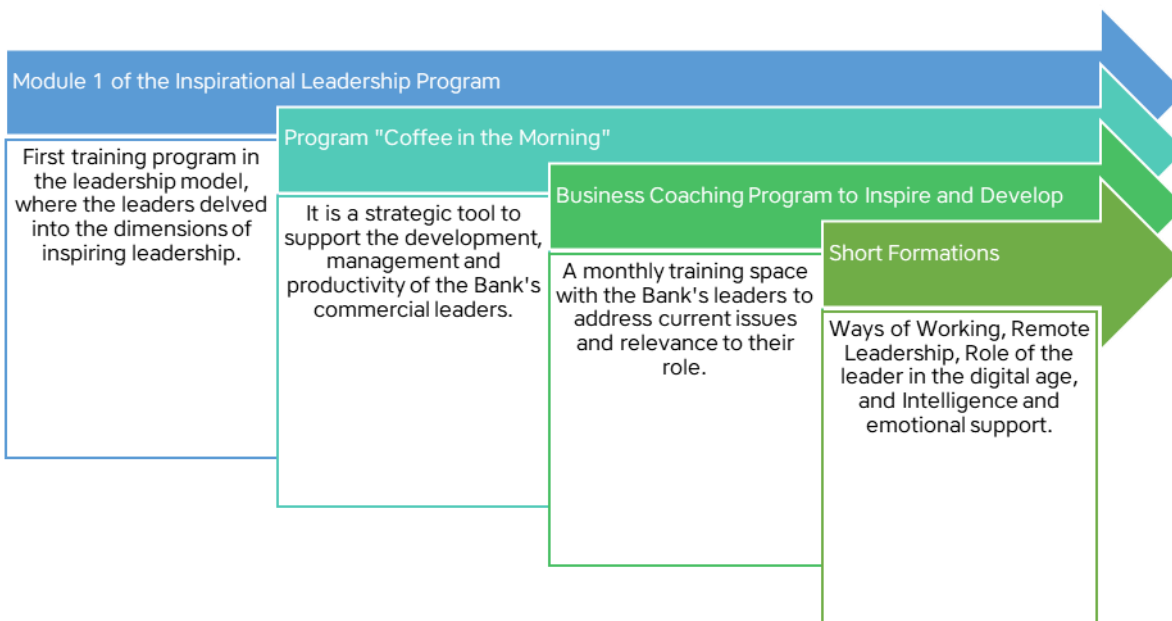 Module 1 of the Inspirational Leadership Program
First training program in
the leadership model,
where the leaders delved
into the dimensions of
inspiring leadership.
Program "Coffee in the Morning"
It is a strategic tool to
support the development,
management and
productivity of the Bank's
commercial leaders.
Business Coaching Program to Inspire and Develop
A monthly training space
with the Bank's leaders to
address current issues
and relevance to their
role.
Short Formations
Ways of Working, Remote
Leadership, Role of the
leader in the digital age,
and Intelligence and
emotional support.